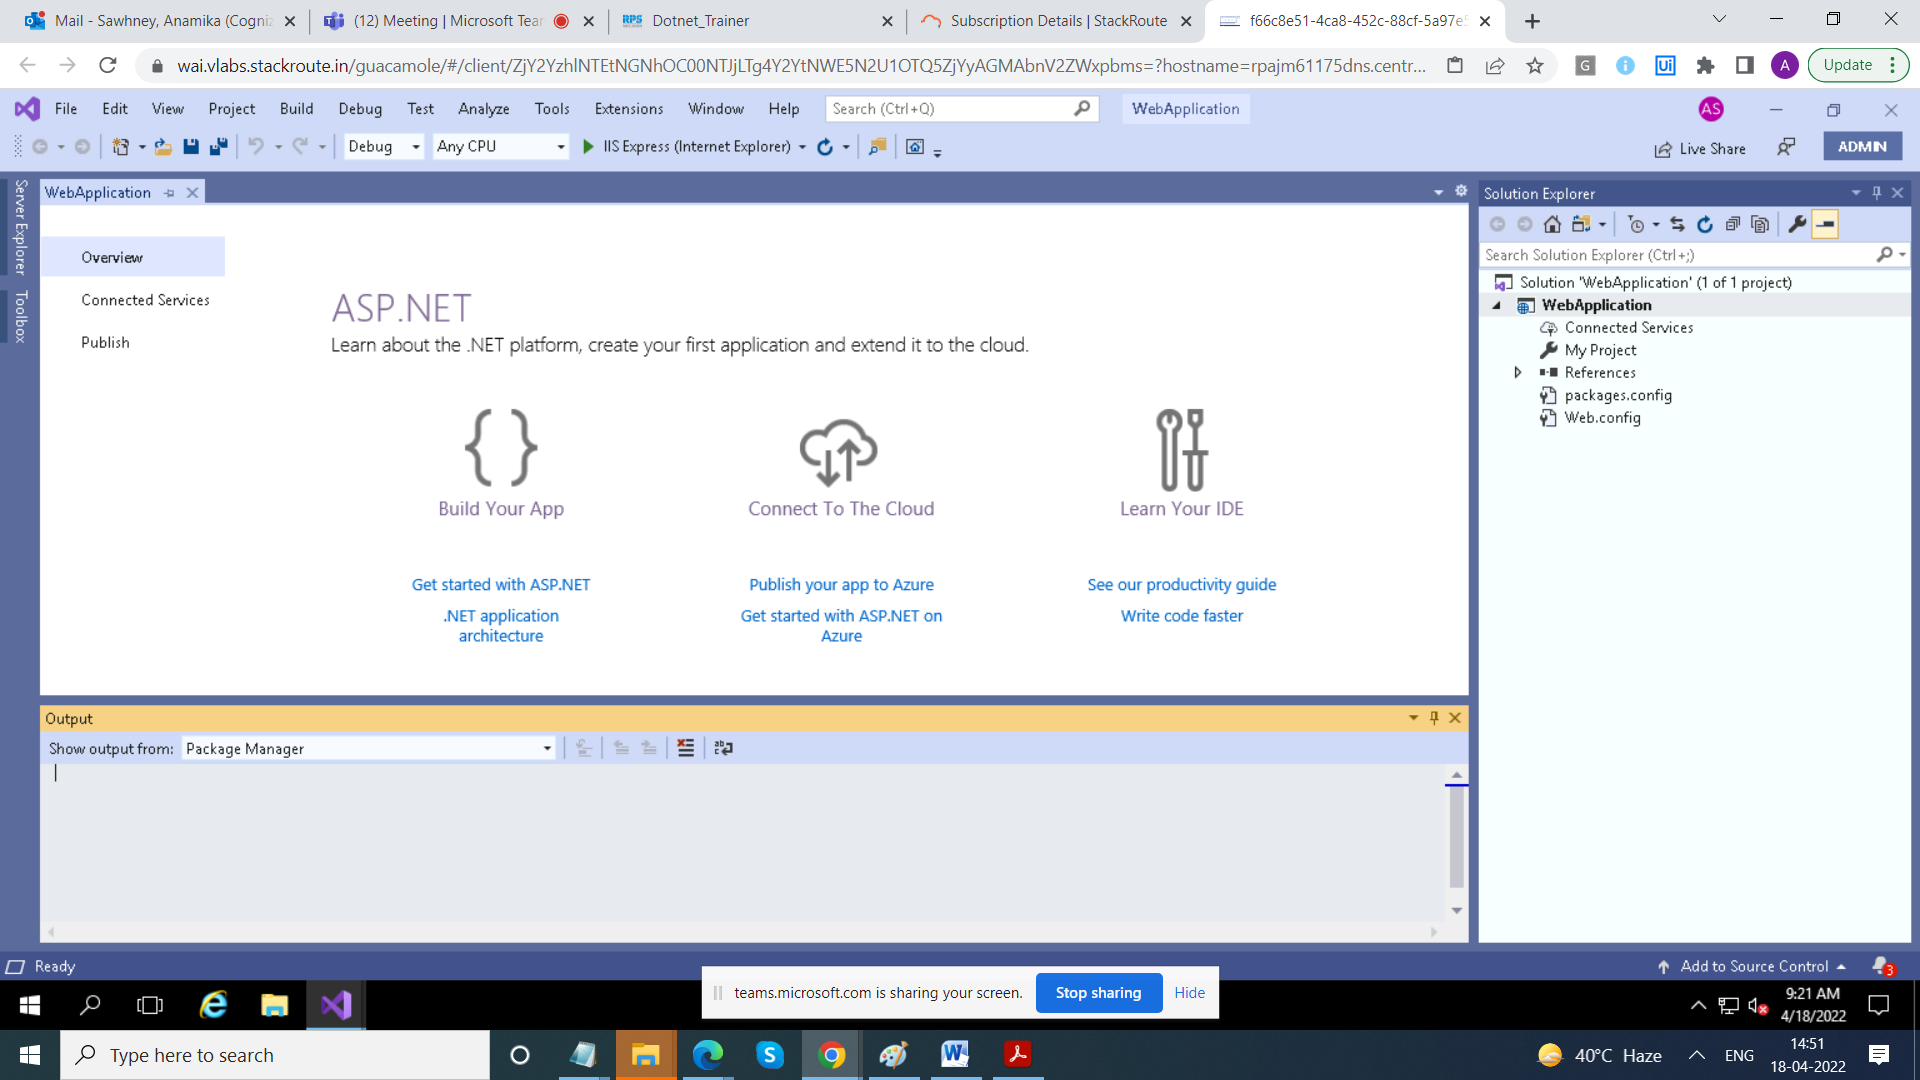 Mail - Sawhney, Anamika (Cogniz
(12) Meeting | Microsoft Tear
RPS Dotnet_Trainer
Subscription Details | StackRoute
f66c8e51-4ca8-452c-88cf-5a97e5
wai.vlabs.stackroute.in/guacamole/#/client/ZjY2YzhlNTEtNGNhOC00NTJjLTg4Y2YtNWE5N2U1OTQ5ZjYyAGMAbnV2ZWxpbms=?hostname=rpajm61175dns.centr...
G
Ui
A
Update
File Edit View Project Build Debug Test Analyze Tools Extensions Window Help Search (Ctrl+Q) WebApplication AS
Debug Any CPU IIS Express (Internet Explorer) Live Share ADMIN
Server Explorer
Toolbox
WebApplication
Overview
Connected Services
Publish
ASP.NET
Learn about the .NET platform, create your first application and extend it to the cloud.
Build Your App
Connect To The Cloud
Learn Your IDE
Get started with ASP.NET
.NET application
architecture
Publish your app to Azure
Get started with ASP.NET on
Azure
See our productivity guide
Write code faster
Solution Explorer
Search Solution Explorer (Ctrl+;)
Solution 'WebApplication' (1 of 1 project)
WebApplication
Connected Services
My Project
References
packages.config
Web.config
Output
Show output from: Package Manager
Ready
Add to Source Control
3
teams.microsoft.com is sharing your screen. Stop sharing Hide
9:21 AM
4/18/2022
Type here to search
40°C Haze
ENG
14:51
18-04-2022